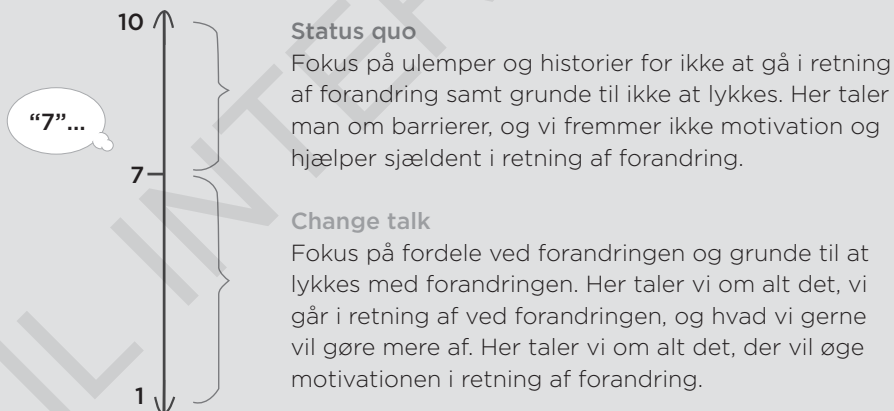 10
Status quo
Fokus på ulemper og historier for ikke at gå i retning
af forandring samt grunde til ikke at lykkes. Her taler
man om barrierer, og vi fremmer ikke motivation og
hjælper sjældent i retning af forandring.
“7”...
7
Change talk
Fokus på fordele ved forandringen og grunde til at
lykkes med forandringen. Her taler vi om alt det, vi
går i retning af ved forandringen, og hvad vi gerne
vil gøre mere af. Her taler vi om alt det, der vil øge
motivationen i retning af forandring.
1
IL INTER